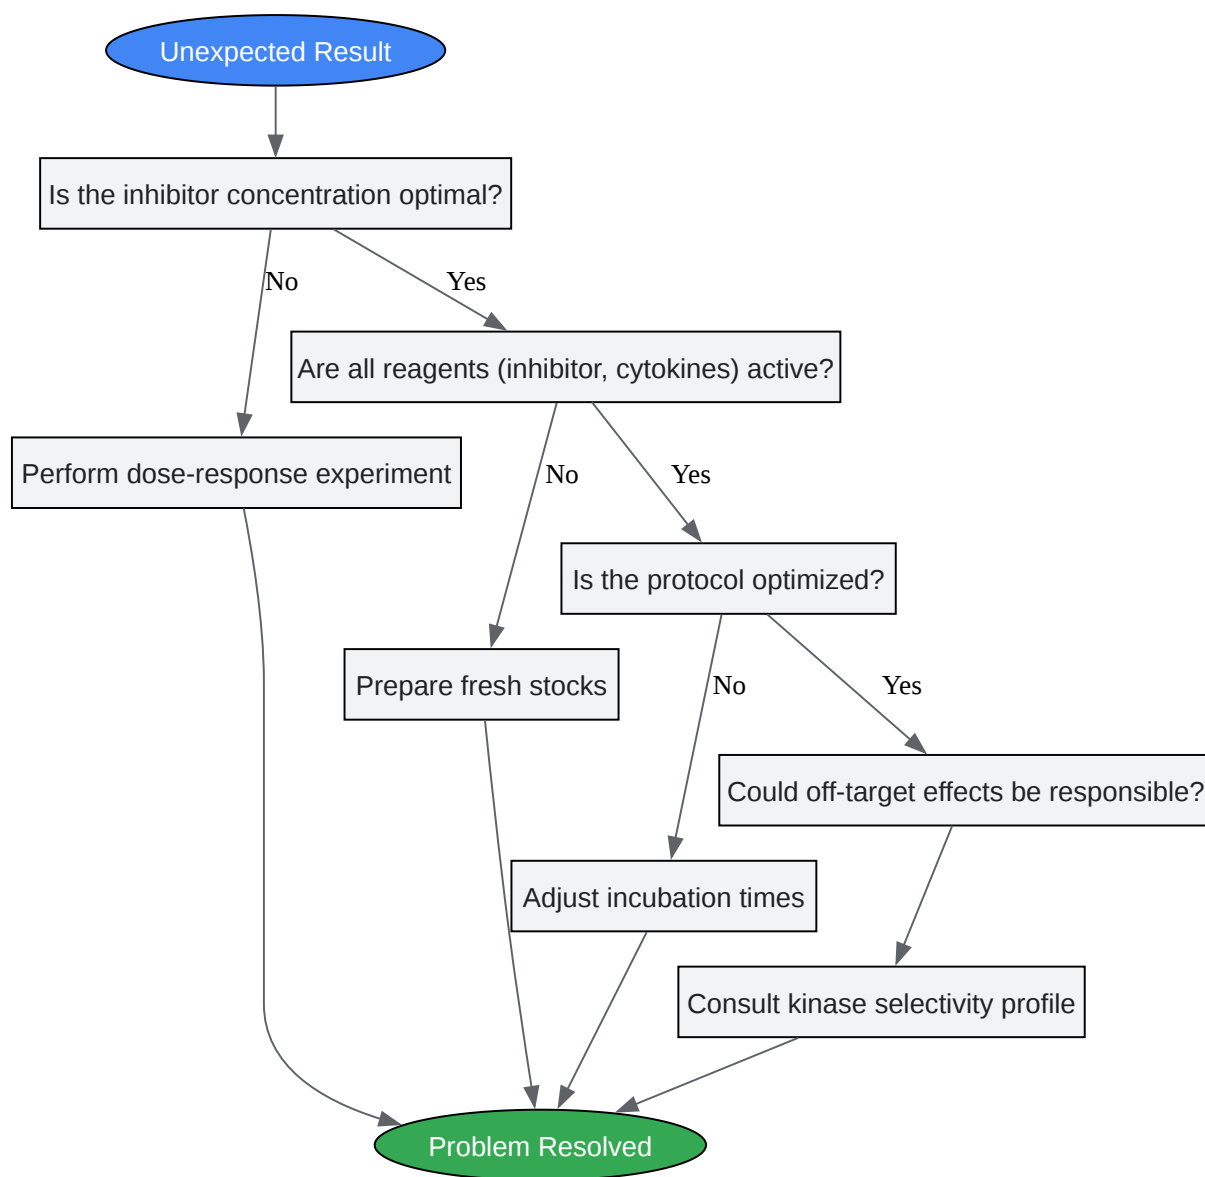 Unexpected Result
Is the inhibitor concentration optimal?
No
Yes
Are all reagents (inhibitor, cytokines) active?
Perform dose-response experiment
No
Yes
Is the protocol optimized?
Prepare fresh stocks
No
Yes
Could off-target effects be responsible?
Adjust incubation times
Consult kinase selectivity profile
Problem Resolved